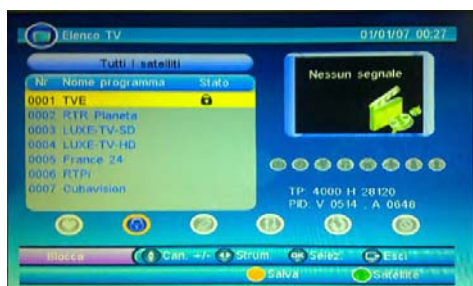 Elenco TV 01/01/07 00:27
Tutti i satelliti
Nr Nome programma Stato
Nessun segnale
0001 TVE
0002 RTR Planeta
0003 LUXE-TV-SD
0004 LUXE-TV-HD
0005 France 24
0006 RTPi
0007 Cubavision
TP: 4000 H 28120
PID: V 0514 , A 0648
Blocca Can. +/- Strum. OK Selez. Esci
Salva Satellite